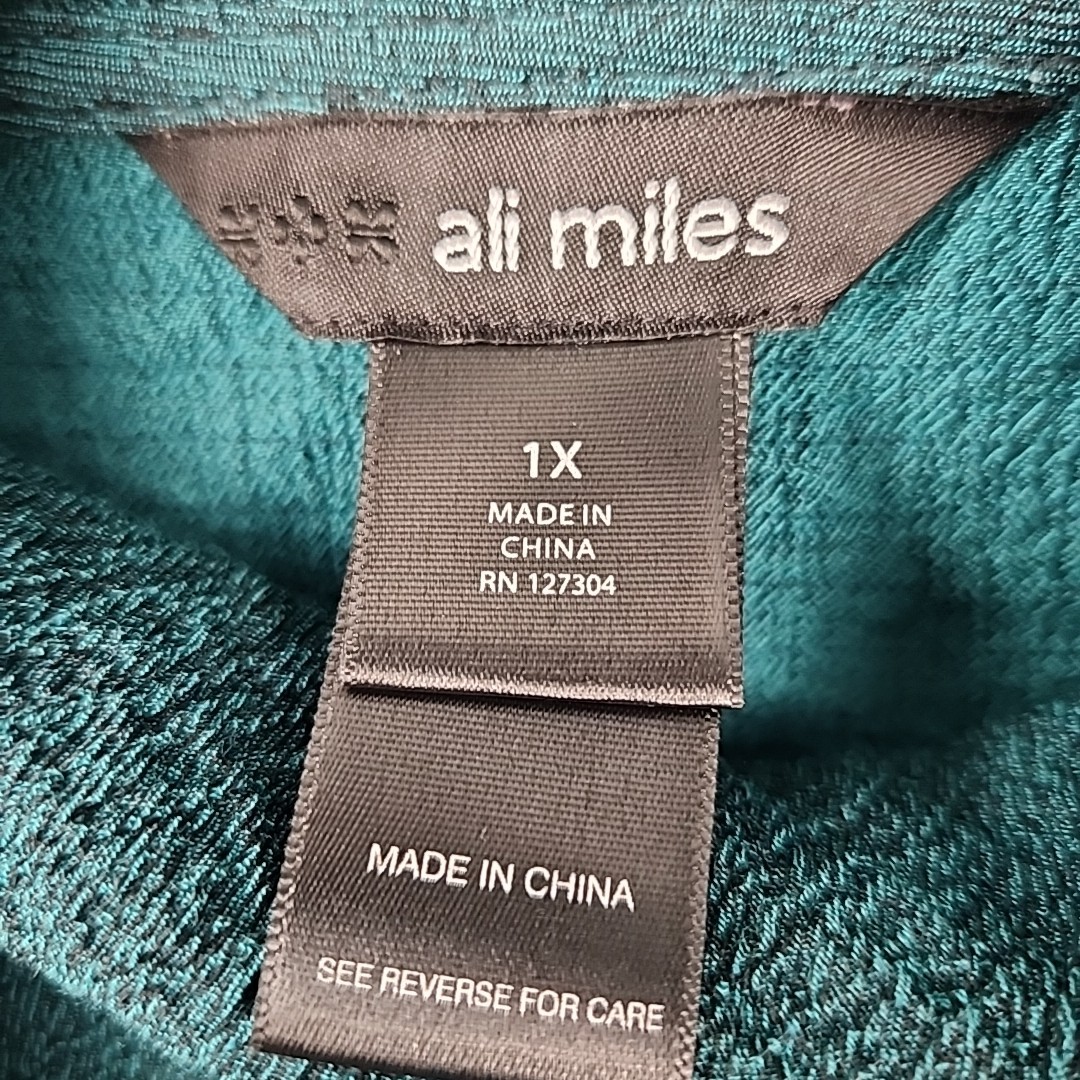 ali miles
1X
MADE IN
CHINA
RN 127304
MADE IN CHINA
SEE REVERSE FOR CARE